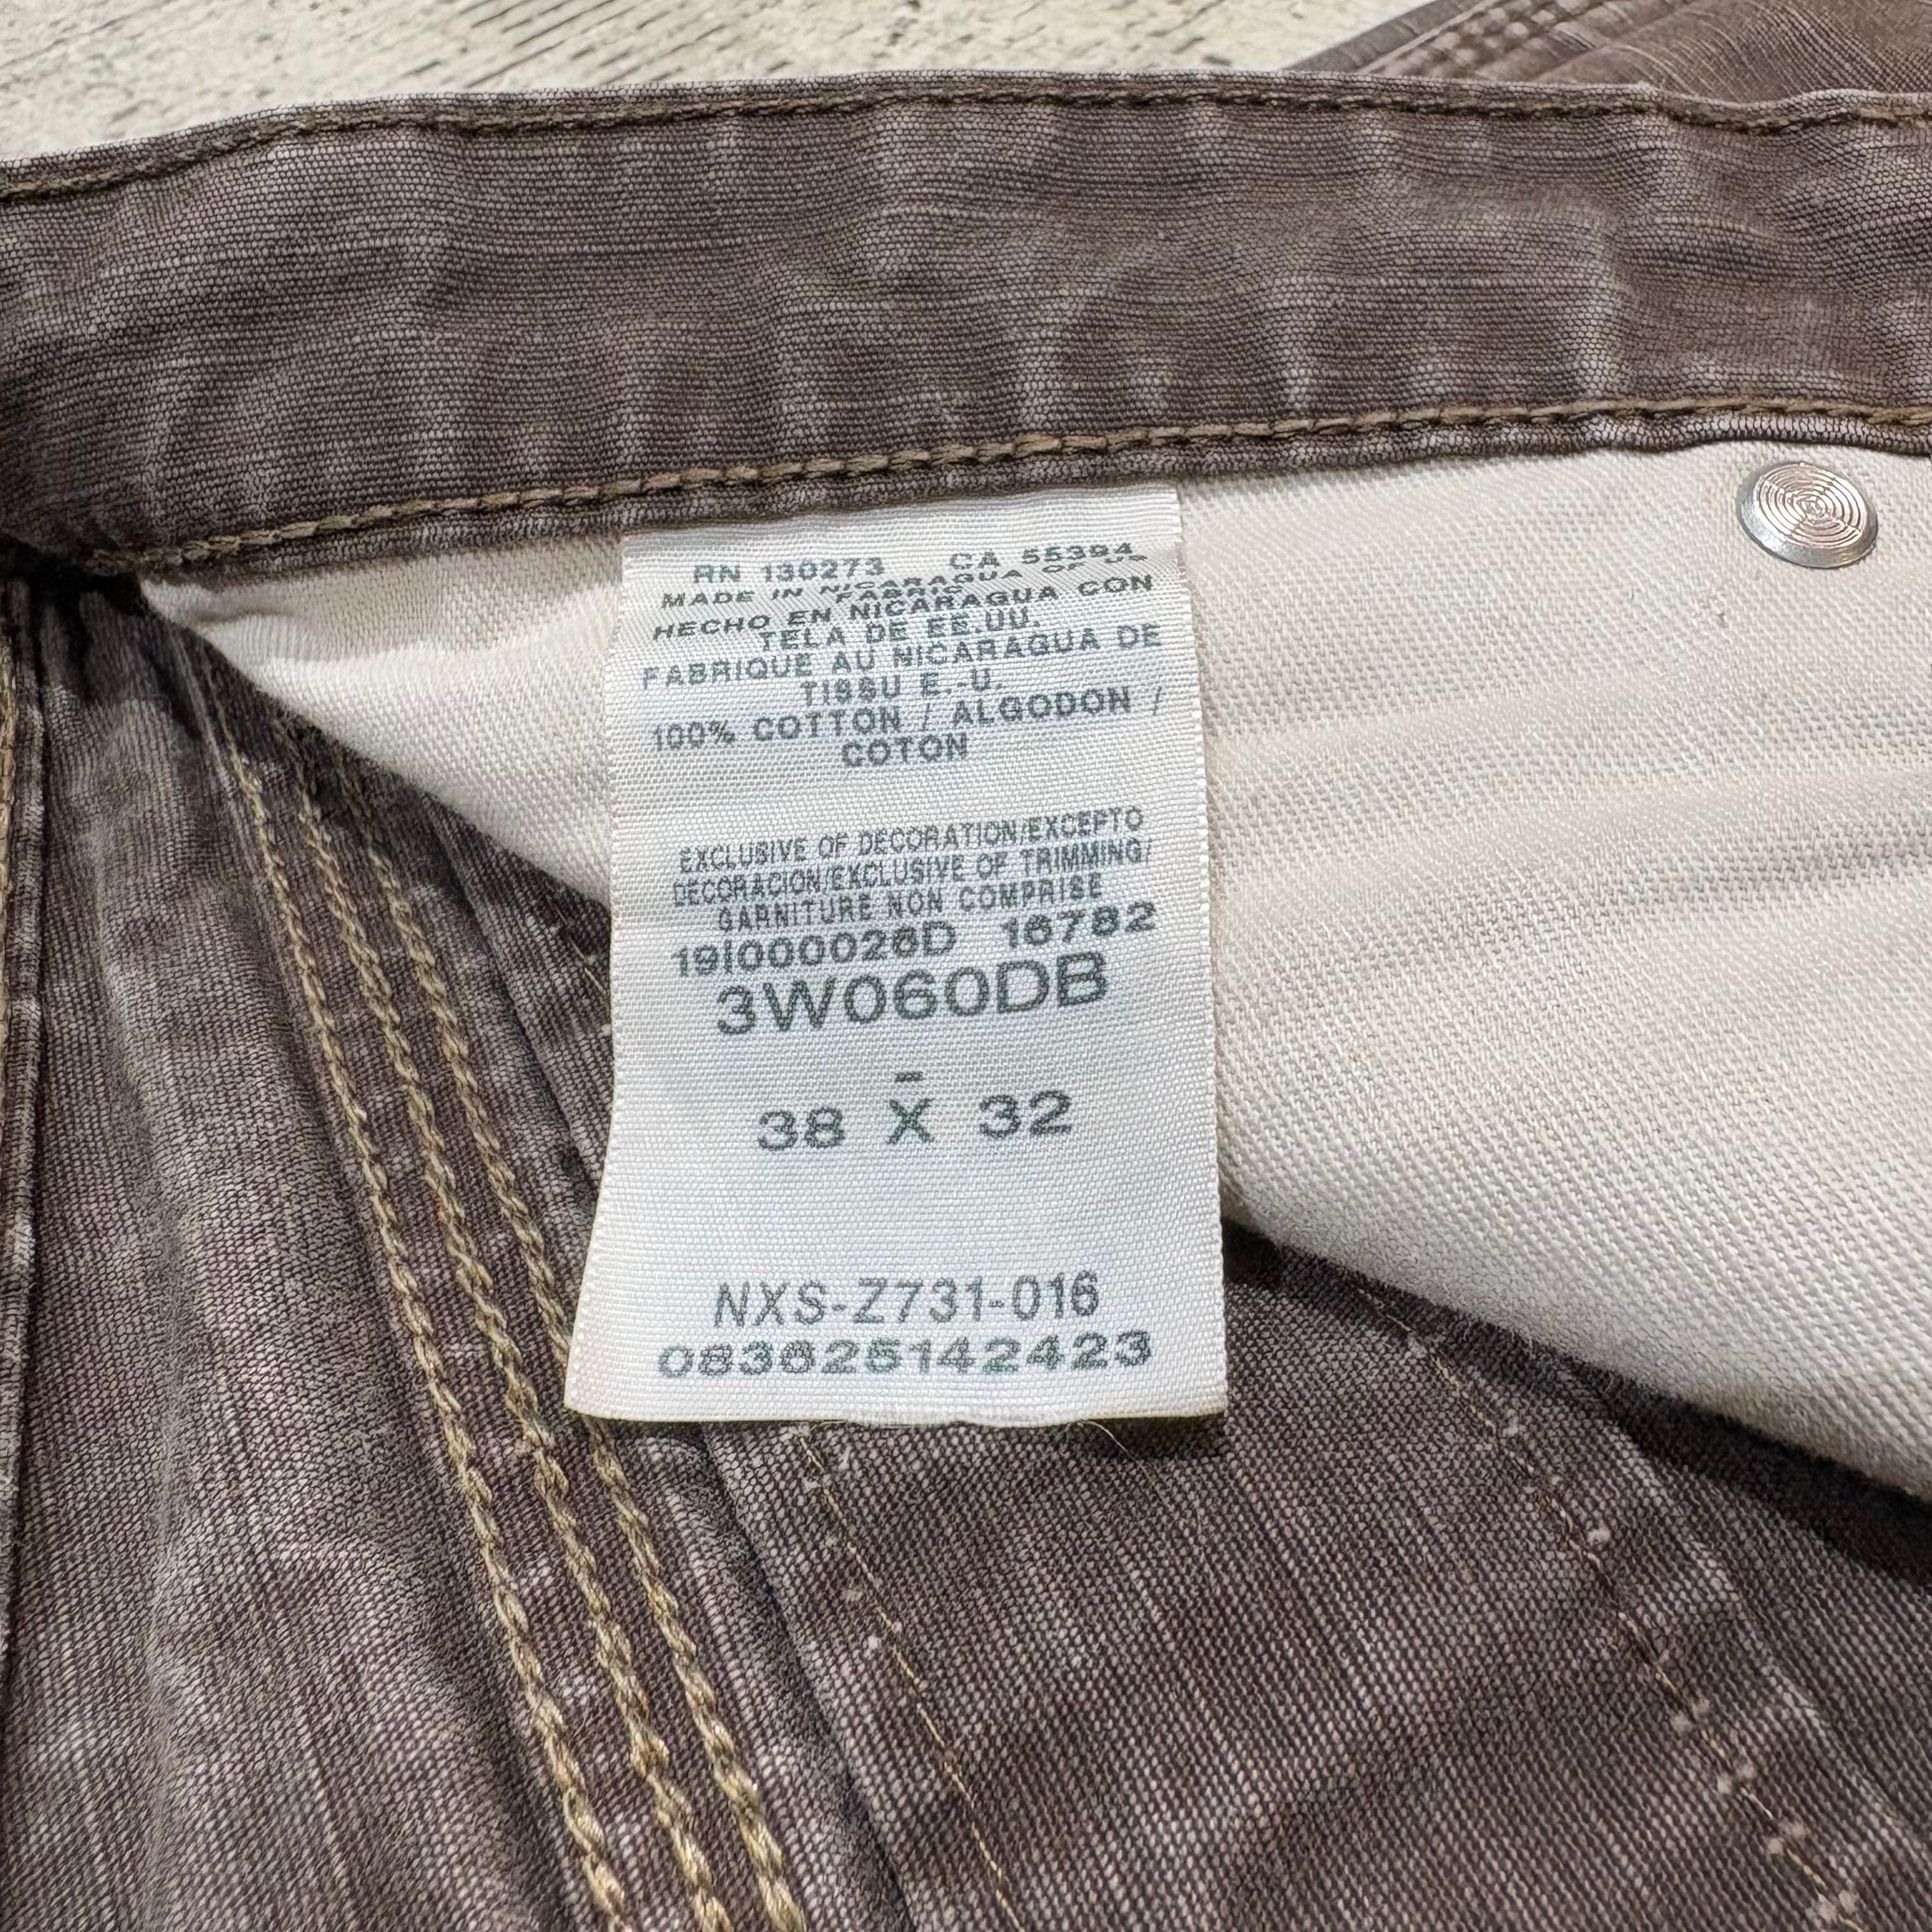 RN 130273 CA 55394
MADE IN NICARAGUA OF US
FABRIC
HECHO EN NICARAGUA CON
TELA DE EE.UU.
FABRIQUE AU NICARAGUA DE
TISSU E.-U.
100% COTTON / ALGODON /
COTON
EXCLUSIVE OF DECORATION/EXCEPTO
DECORACION/EXCLUSIVE OF TRIMMING/
GARNITURE NON COMPRISE
19I000026D 16782
3W060DB
-
38 X 32
NXS-Z731-016
083625142423